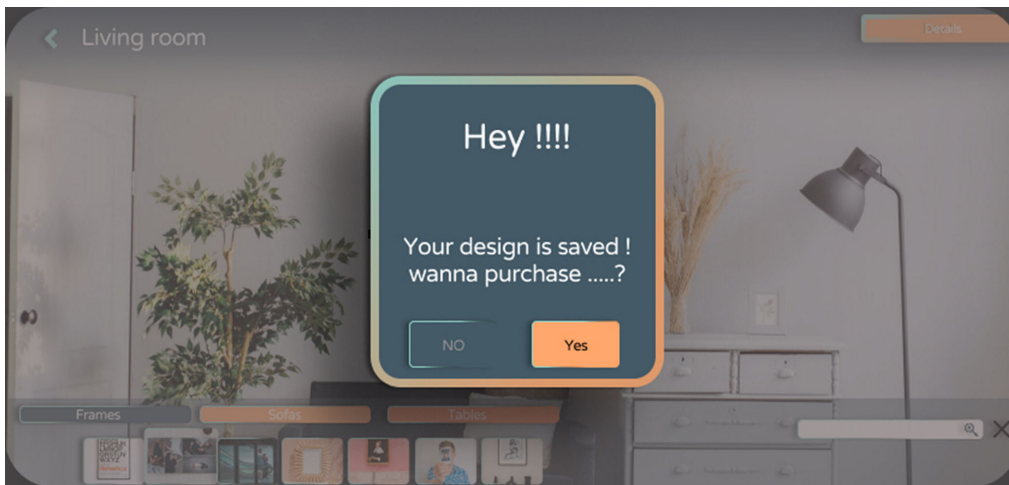 Living room
Details
Hey !!!!
Your design is saved !
wanna purchase .....?
NO
Yes
Frames
Sofas
Tables